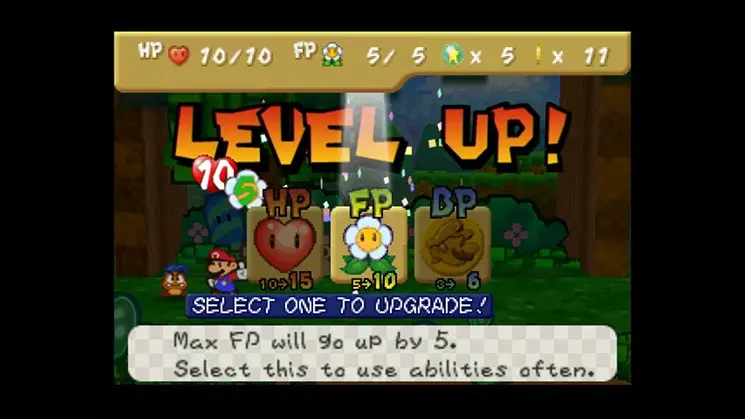 HP 10/10 FP 5/5 x 5 x 11
LEVEL UP!
10
5
HP FP BP
10→15 5→10 3→6
SELECT ONE TO UPGRADE!
Max FP will go up by 5.
Select this to use abilities often.